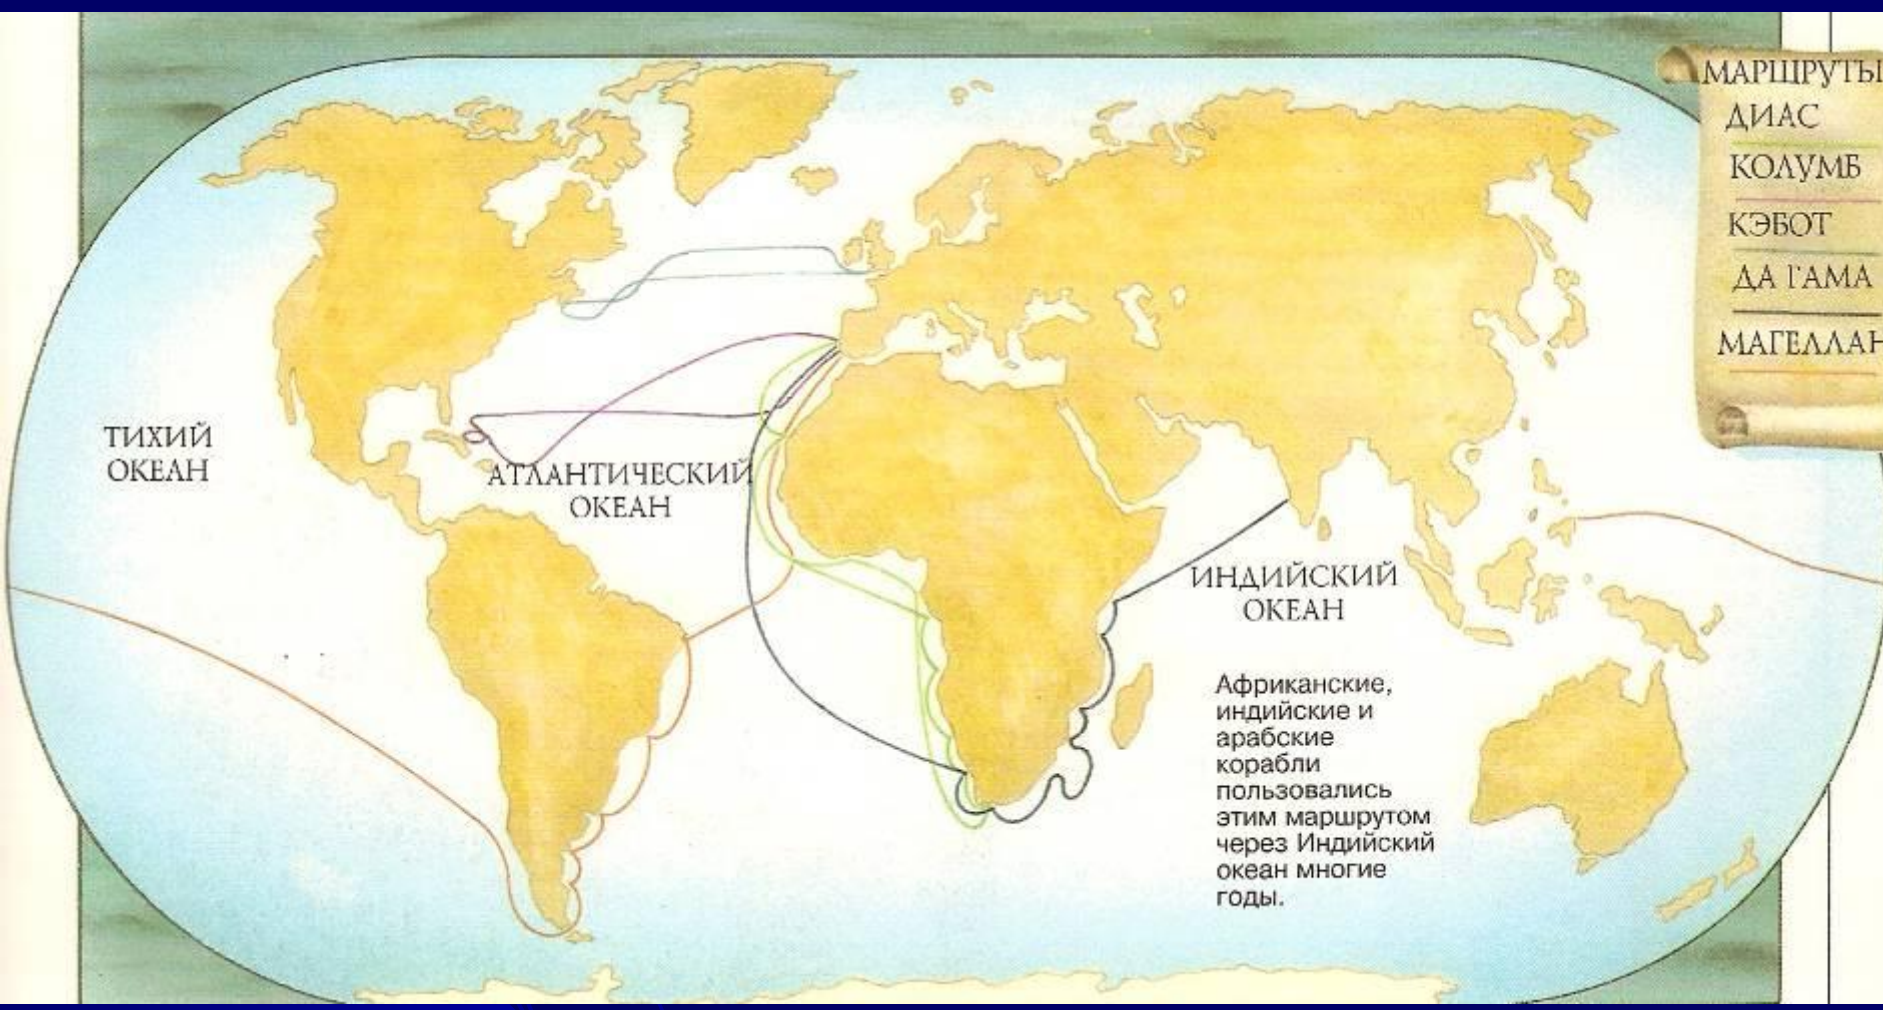 МАРШРУТЫ
ДИАС
КОЛУМБ
КЭБОТ
ДА ГАМА
МАГЕЛЛАН
ТИХИЙ
ОКЕАН
АТЛАНТИЧЕСКИЙ
ОКЕАН
ИНДИЙСКИЙ
ОКЕАН
Африканские,
индийские и
арабские
корабли
пользовались
этим маршрутом
через Индийский
океан многие
годы.